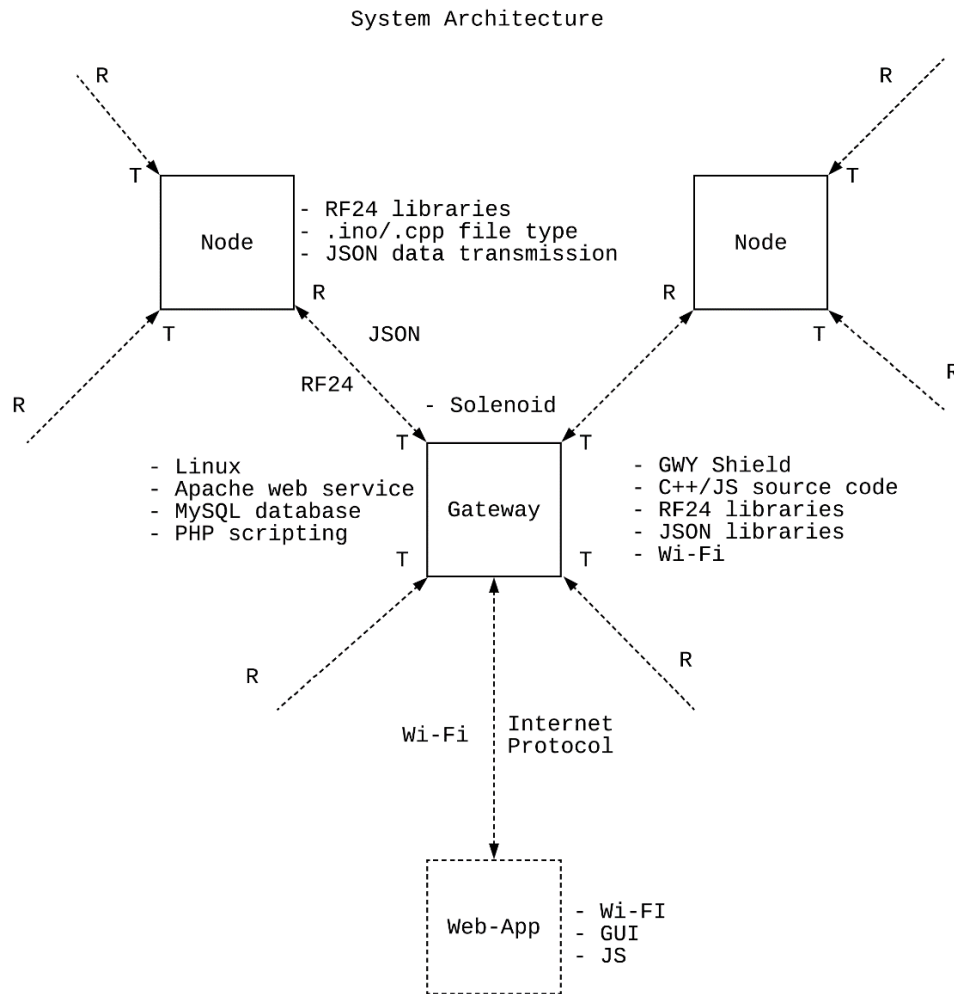 System Architecture
R
R
T
T
- RF24 libraries
- .ino/.cpp file type
- JSON data transmission
Node
Node
R
R
T
T
JSON
R
RF24
R
- Solenoid
T
T
- Linux
- Apache web service
- MySQL database
- PHP scripting
Gateway
- GWY Shield
- C++/JS source code
- RF24 libraries
- JSON libraries
- Wi-Fi
T
T
R
R
Wi-Fi
Internet
Protocol
Web-App
- Wi-FI
- GUI
- JS